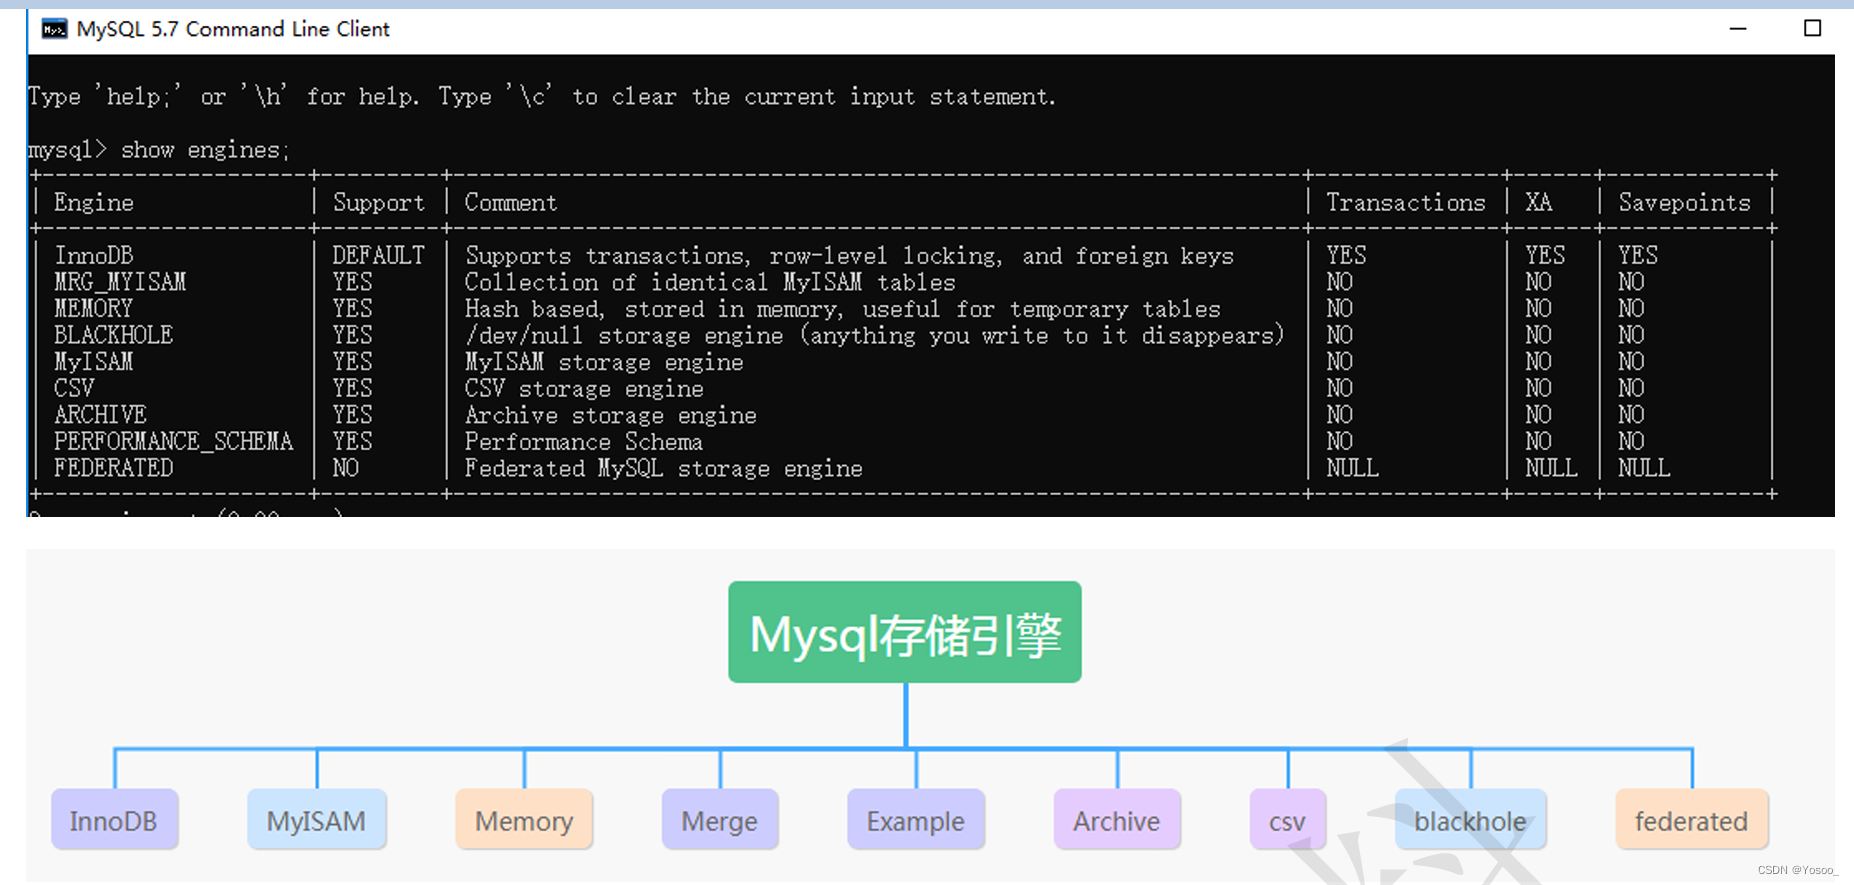 MySQL 5.7 Command Line Client
Type 'help;' or '\h' for help. Type '\c' to clear the current input statement.
mysql> show engines;
| Engine | Support | Comment | Transactions | XA | Savepoints |
| InnoDB | DEFAULT | Supports transactions, row-level locking, and foreign keys | YES | YES | YES |
| MRG_MYISAM | YES | Collection of identical MyISAM tables | NO | NO | NO |
| MEMORY | YES | Hash based, stored in memory, useful for temporary tables | NO | NO | NO |
| BLACKHOLE | YES | /dev/null storage engine (anything you write to it disappears) | NO | NO | NO |
| MyISAM | YES | MyISAM storage engine | NO | NO | NO |
| CSV | YES | CSV storage engine | NO | NO | NO |
| ARCHIVE | YES | Archive storage engine | NO | NO | NO |
| PERFORMANCE_SCHEMA | YES | Performance Schema | NO | NO | NO |
| FEDERATED | NO | Federated MySQL storage engine | NULL | NULL | NULL |
Mysql存储引擎
InnoDB MyISAM Memory Merge Example Archive csv blackhole federated
CSDN @Yosoo_